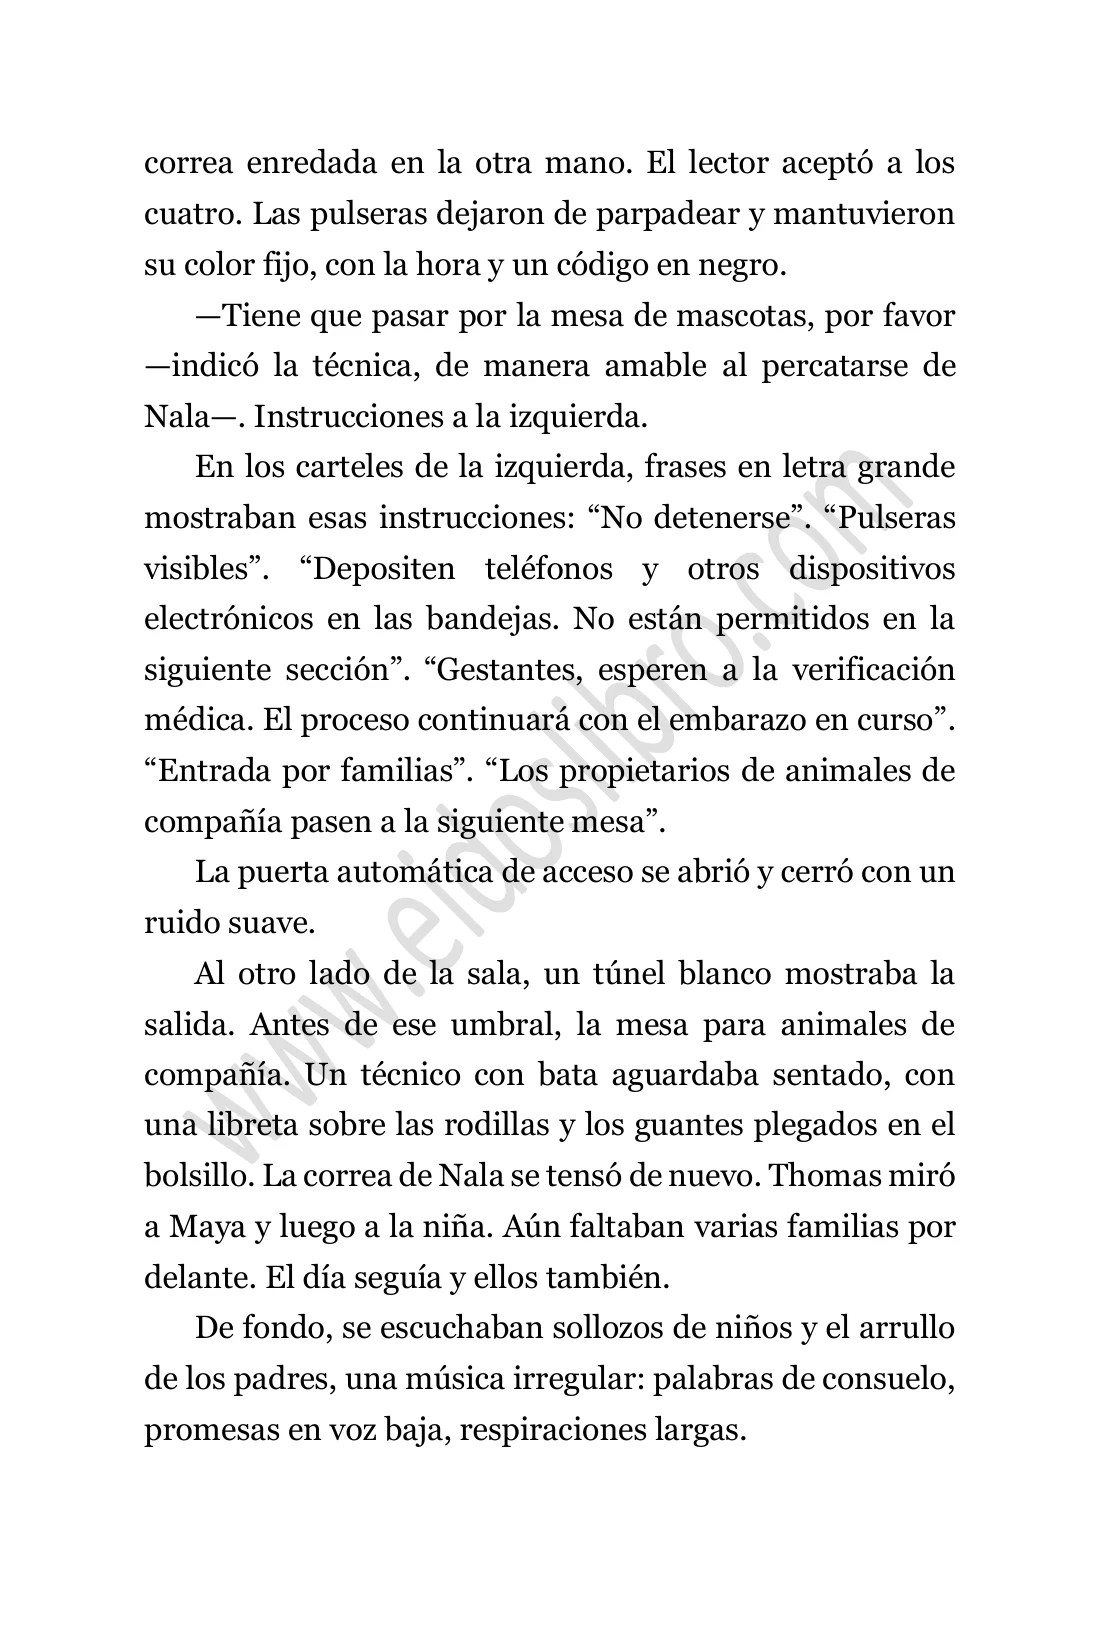 correa enredada en la otra mano. El lector aceptó a los
cuatro. Las pulseras dejaron de parpadear y mantuvieron
su color fijo, con la hora y un código en negro.
—Tiene que pasar por la mesa de mascotas, por favor
—indicó la técnica, de manera amable al percatarse de
Nala—. Instrucciones a la izquierda.
En los carteles de la izquierda, frases en letra grande
mostraban esas instrucciones: “No detenerse”. “Pulseras
visibles”. “Depositen teléfonos y otros dispositivos
electrónicos en las bandejas. No están permitidos en la
siguiente sección”. “Gestantes, esperen a la verificación
médica. El proceso continuará con el embarazo en curso”.
“Entrada por familias”. “Los propietarios de animales de
compañía pasen a la siguiente mesa”.
La puerta automática de acceso se abrió y cerró con un
ruido suave.
Al otro lado de la sala, un túnel blanco mostraba la
salida. Antes de ese umbral, la mesa para animales de
compañía. Un técnico con bata aguardaba sentado, con
una libreta sobre las rodillas y los guantes plegados en el
bolsillo. La correa de Nala se tensó de nuevo. Thomas miró
a Maya y luego a la niña. Aún faltaban varias familias por
delante. El día seguía y ellos también.
De fondo, se escuchaban sollozos de niños y el arrullo
de los padres, una música irregular: palabras de consuelo,
promesas en voz baja, respiraciones largas.
www.eidoslibro.com